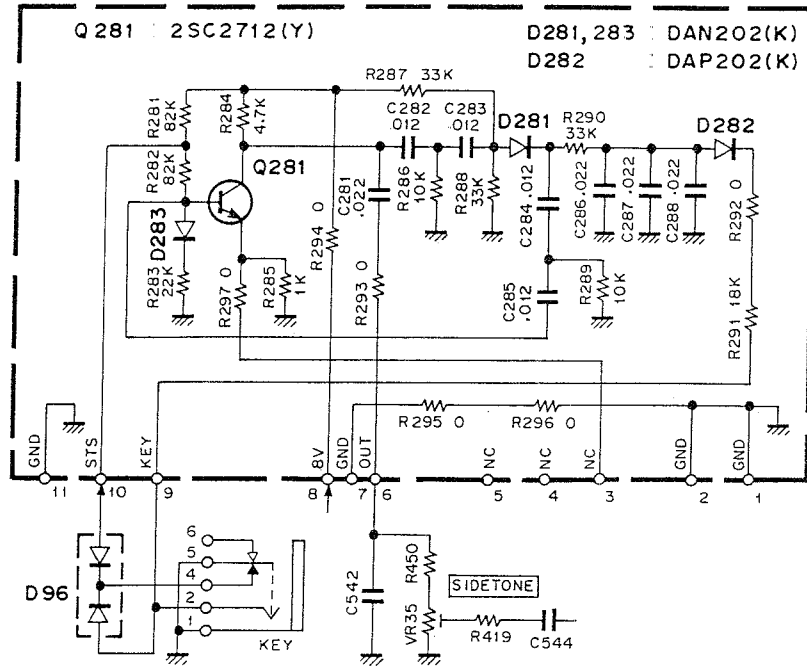 Q281 : 2SC2712(Y)
D281,283 : DAN202(K)
D282 : DAP202(K)
R287 33K
R281
82K
R284
4.7K
C282
.012
C283
.012
D281
R290
33K
D282
R282
82K
Q281
C281
.022
R286
10K
R288
33K
C284 .012
C286 .022
C287 .022
C288 .022
R292 0
D283
R283
22K
R297 0
R285
1K
R294 0
R293 0
C285
.012
R289
10K
R291 18K
R295 0
R296 0
GND
STS
KEY
8V
GND
OUT
NC
NC
NC
GND
GND
11
10
9
8
7
6
5
4
3
2
1
D96
6
5
4
2
1
KEY
C542
R450
VR35
SIDETONE
R419
C544